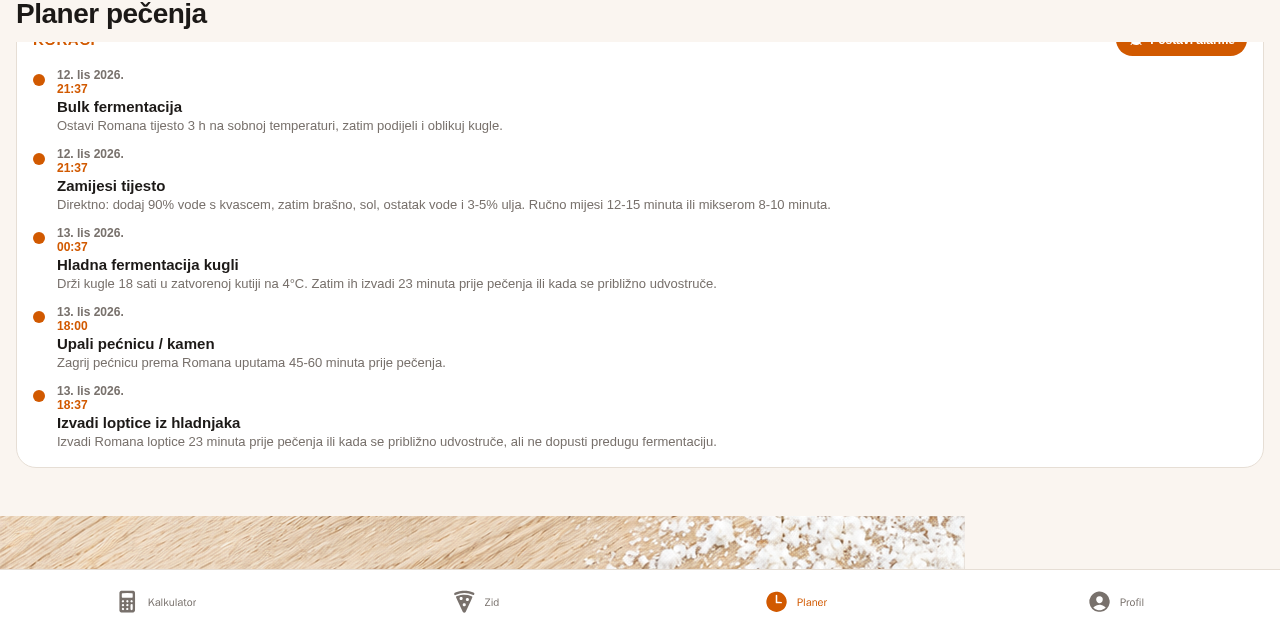 Planer pečenja
12. lis 2026.
21:37
Bulk fermentacija
Ostavi Romana tijesto 3 h na sobnoj temperaturi, zatim podijeli i oblikuj kugle.
12. lis 2026.
21:37
Zamijesi tijesto
Direktno: dodaj 90% vode s kvascem, zatim brašno, sol, ostatak vode i 3-5% ulja. Ručno mijesi 12-15 minuta ili mikserom 8-10 minuta.
13. lis 2026.
00:37
Hladna fermentacija kugli
Drži kugle 18 sati u zatvorenoj kutiji na 4°C. Zatim ih izvadi 23 minuta prije pečenja ili kada se približno udvostruče.
13. lis 2026.
18:00
Upali pećnicu / kamen
Zagrij pećnicu prema Romana uputama 45-60 minuta prije pečenja.
13. lis 2026.
18:37
Izvadi loptice iz hladnjaka
Izvadi Romana loptice 23 minuta prije pečenja ili kada se približno udvostruče, ali ne dopusti predugu fermentaciju.
Kalkulator
Zid
Planer
Profil